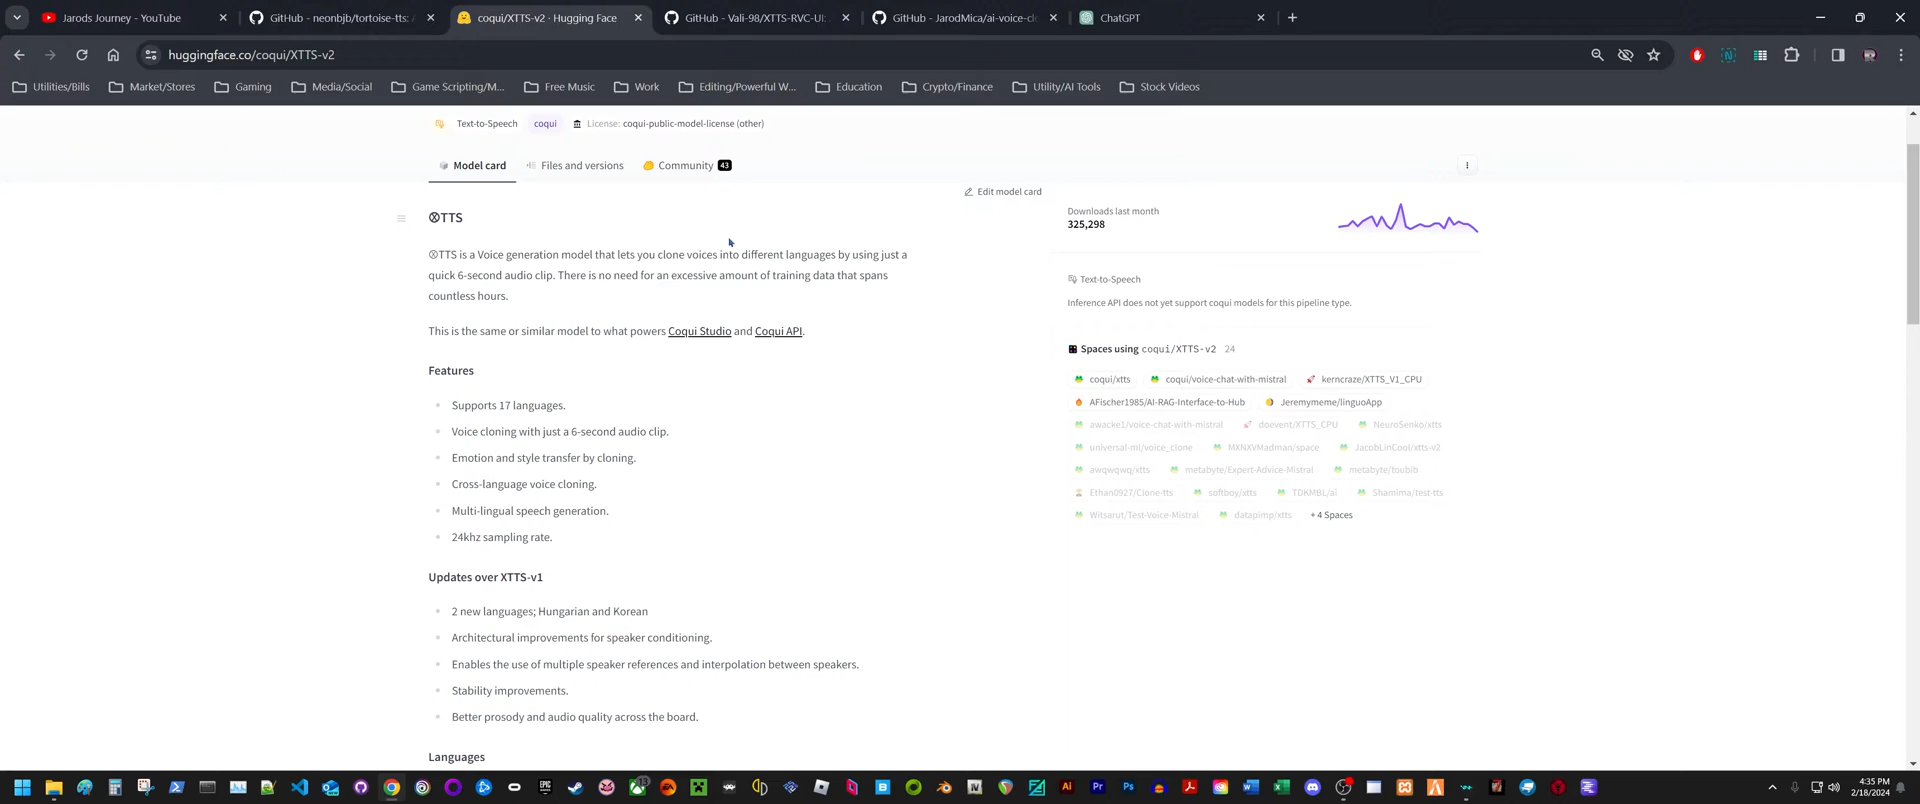 Jarods Journey - YouTube
GitHub - neonbjb/tortoise-tts: A
coqui/XTTS-v2 · Hugging Face
GitHub - Vali-98/XTTS-RVC-UI:
GitHub - JarodMica/ai-voice-cl
ChatGPT
huggingface.co/coqui/XTTS-v2
Utilities/Bills
Market/Stores
Gaming
Media/Social
Game Scripting/M...
Free Music
Work
Editing/Powerful W...
Education
Crypto/Finance
Utility/AI Tools
Stock Videos
Text-to-Speech
coqui
License: coqui-public-model-license (other)
Model card
Files and versions
Community 43
Edit model card
ⓍTTS
ⓍTTS is a Voice generation model that lets you clone voices into different languages by using just a
quick 6-second audio clip. There is no need for an excessive amount of training data that spans
countless hours.
This is the same or similar model to what powers Coqui Studio and Coqui API.
Features
Supports 17 languages.
Voice cloning with just a 6-second audio clip.
Emotion and style transfer by cloning.
Cross-language voice cloning.
Multi-lingual speech generation.
24khz sampling rate.
Updates over XTTS-v1
2 new languages; Hungarian and Korean
Architectural improvements for speaker conditioning.
Enables the use of multiple speaker references and interpolation between speakers.
Stability improvements.
Better prosody and audio quality across the board.
Languages
Downloads last month
325,298
Text-to-Speech
Inference API does not yet support coqui models for this pipeline type.
Spaces using coqui/XTTS-v2 24
coqui/xtts
coqui/voice-chat-with-mistral
kerncraze/XTTS_V1_CPU
AFischer1985/AI-RAG-Interface-to-Hub
Jeremymeme/linguoApp
awacke1/voice-chat-with-mistral
doevent/XTTS_CPU
NeuroSenko/xtts
universal-ml/voice_clone
MXNXVMadman/space
JacobLinCool/xtts-v2
awqwqwq/xtts
metabyte/Expert-Advice-Mistral
metabyte/toubib
Ethan0927/Clone-tts
softboy/xtts
TDKMBL/ai
Shamima/test-tts
Witsarut/Test-Voice-Mistral
datapimp/xtts
+ 4 Spaces
4:35 PM
2/18/2024